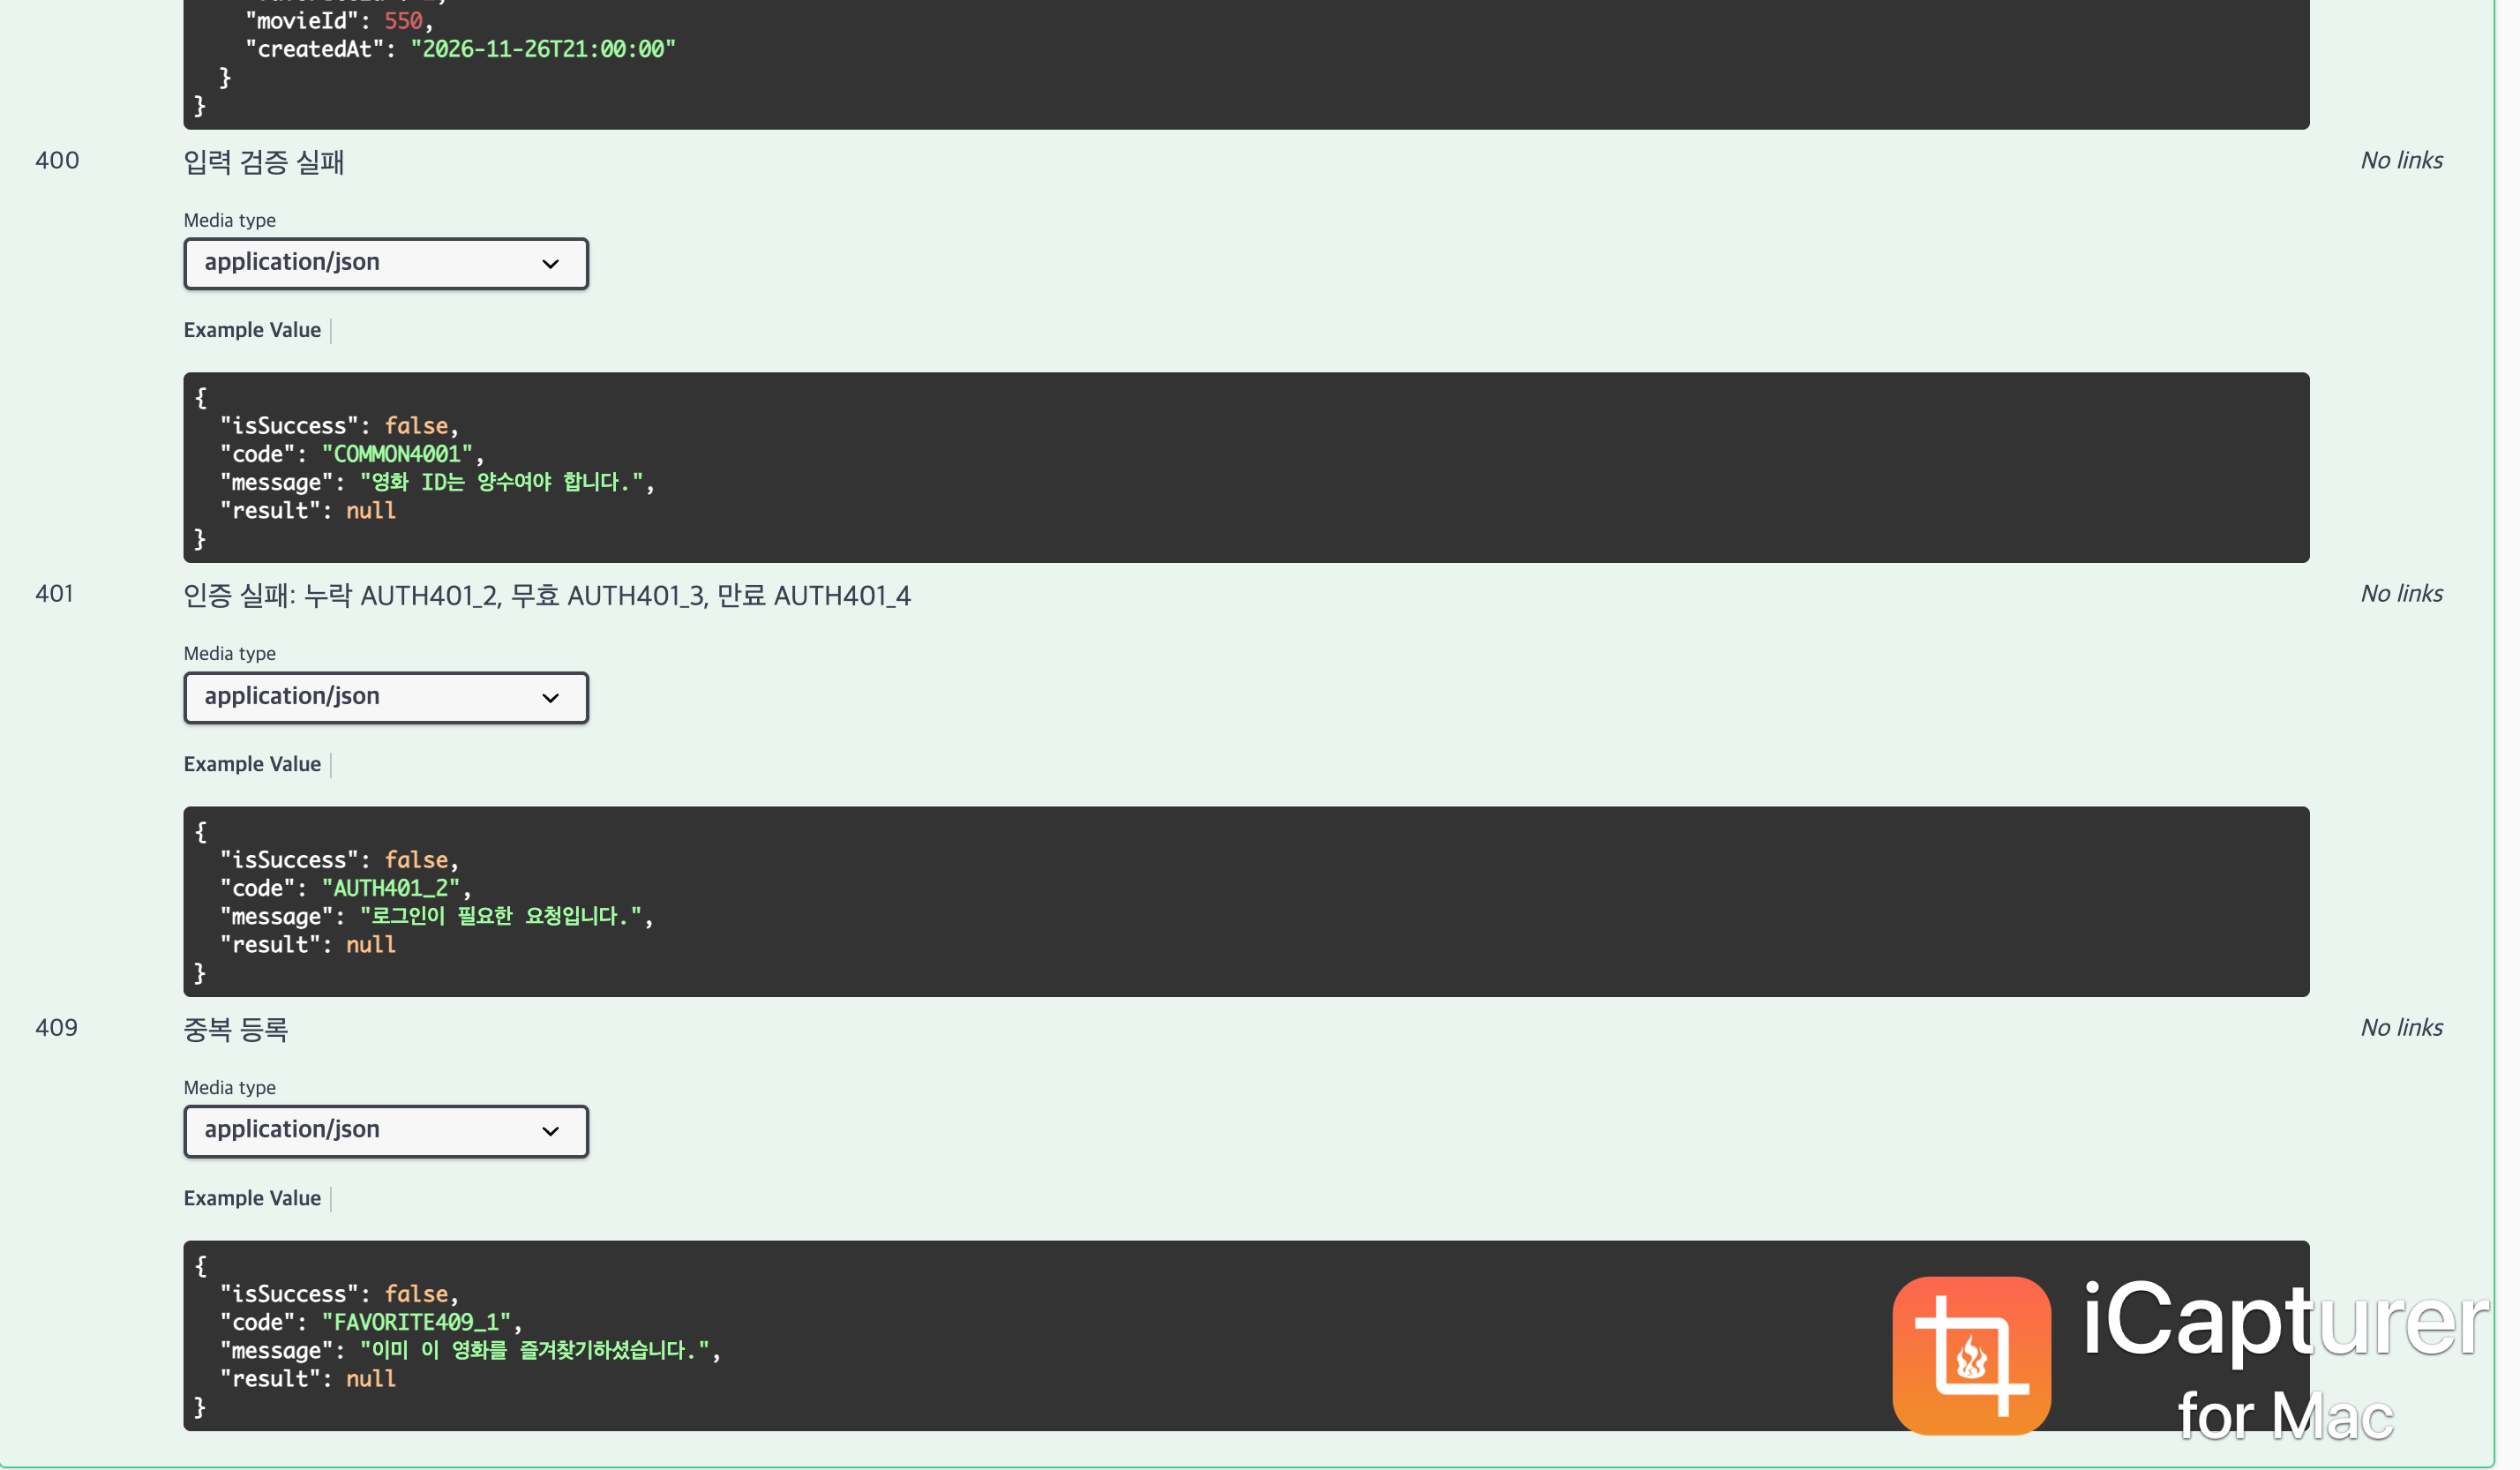 "movieId": 550,
"createdAt": "2026-11-26T21:00:00"
}
}
400 입력 검증 실패 No links
Media type
application/json
Example Value
{
"isSuccess": false,
"code": "COMMON4001",
"message": "영화 ID는 양수여야 합니다.",
"result": null
}
401 인증 실패: 누락 AUTH401_2, 무효 AUTH401_3, 만료 AUTH401_4 No links
Media type
application/json
Example Value
{
"isSuccess": false,
"code": "AUTH401_2",
"message": "로그인이 필요한 요청입니다.",
"result": null
}
409 중복 등록 No links
Media type
application/json
Example Value
{
"isSuccess": false,
"code": "FAVORITE409_1",
"message": "이미 이 영화를 즐겨찾기하셨습니다.",
"result": null
}
iCapturer
for Mac